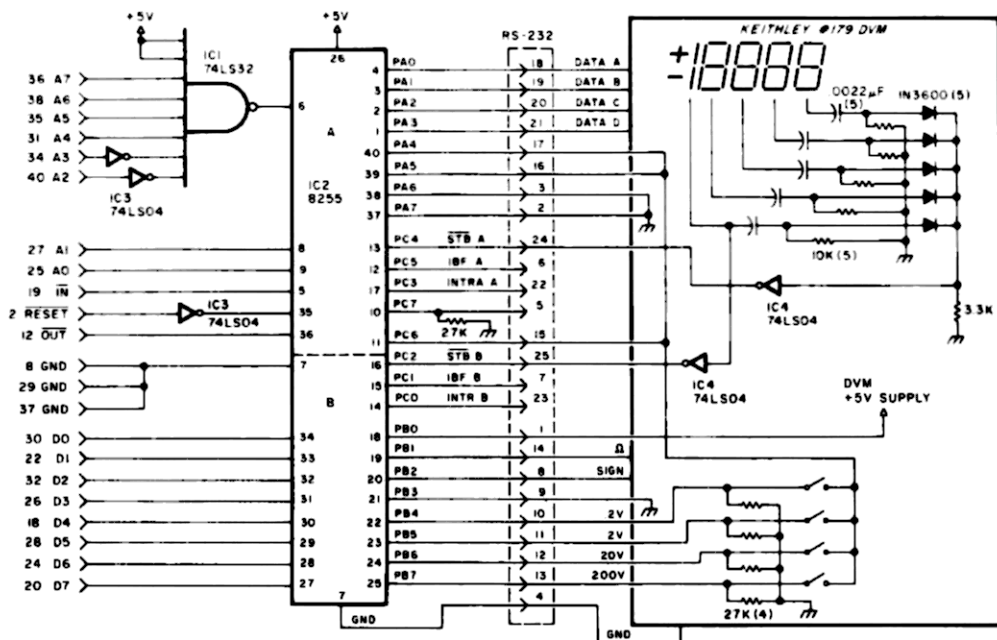 +5V
IC1
74LS32
36 A7
38 A6
35 A5
31 A4
34 A3
40 A2
IC3
74LS04
27 A1
25 A0
19 I̅N̅
2 R̅E̅S̅E̅T̅
12 O̅U̅T̅
IC3
74LS04
8 GND
29 GND
37 GND
30 D0
22 D1
32 D2
26 D3
18 D4
28 D5
24 D6
20 D7
+5V
26
6
A
IC2
8255
8
9
5
35
36
7
B
34
33
32
31
30
29
28
27
7
GND
RS-232
4 PA0 18 DATA A
3 PA1 19 DATA B
2 PA2 20 DATA C
1 PA3 21 DATA D
40 PA4 17
39 PA5 16
38 PA6 3
37 PA7 2
13 PC4 S̅T̅B̅ A 24
12 PC5 IBF A 6
17 PC3 INTRA A 22
10 PC7 5
27K
11 PC6 15
16 PC2 S̅T̅B̅ B 25
15 PC1 IBF B 7
14 PC0 INTR B 23
18 PB0 1
19 PB1 14 Ω
20 PB2 8 SIGN
21 PB3 9
22 PB4 10 2V
23 PB5 11 2V
24 PB6 12 20V
25 PB7 13 200V
4
GND
KEITHLEY @179 DVM
+
-18888
.0022µF
(5)
1N3600(5)
10K(5)
IC4
74LS04
3.3K
IC4
74LS04
DVM
+5V SUPPLY
27K(4)